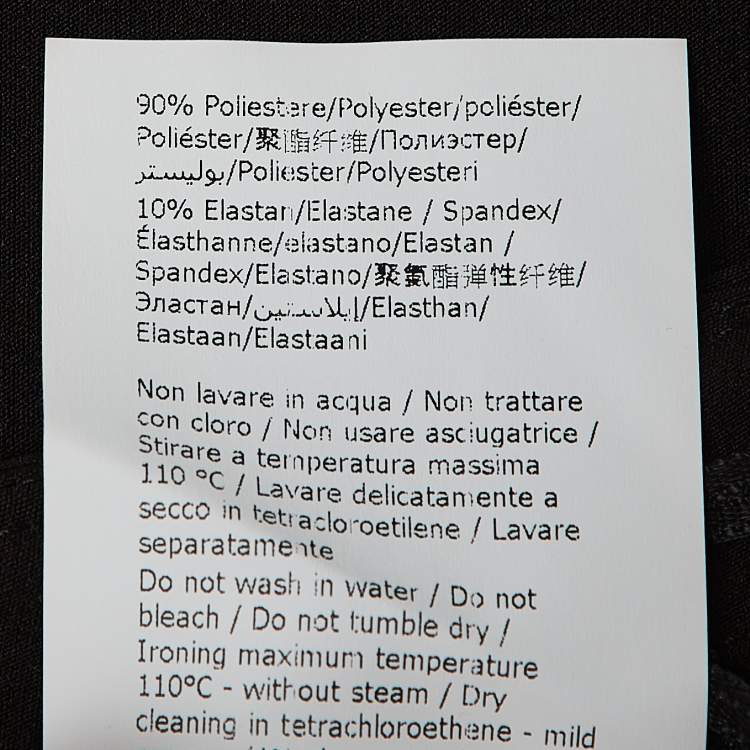 90% Poliestere/Polyester/poliéster/
Poliéster/聚酯纤维/Полиэстер/
بوليستر/Poliester/Polyesteri
10% Elastan/Elastane / Spandex/
Élasthanne/elastano/Elastan /
Spandex/Elastano/聚氨酯弹性纤维/
Эластан/إيلاستين/Elasthan/
Elastaan/Elastaani
Non lavare in acqua / Non trattare
con cloro / Non usare asciugatrice /
Stirare a temperatura massima
110 °C / Lavare delicatamente a
secco in tetracloroetilene / Lavare
separatamente
Do not wash in water / Do not
bleach / Do not tumble dry /
Ironing maximum temperature
110°C - without steam / Dry
cleaning in tetrachloroethene - mild